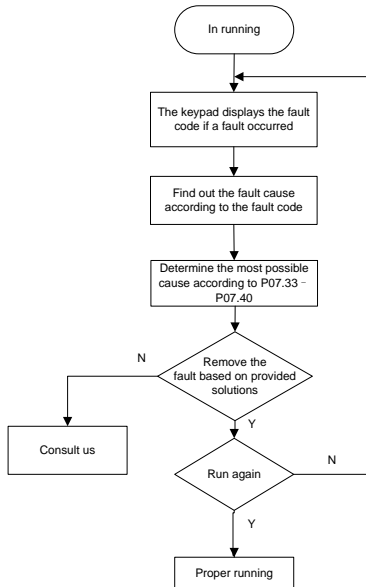 In running
The keypad displays the fault
code if a fault occurred
Find out the fault cause
according to the fault code
Determine the most possible
cause according to P07.33–
P07.40
N
Remove the
fault based on provided
solutions
Y
Consult us
Run again
N
Y
Proper running